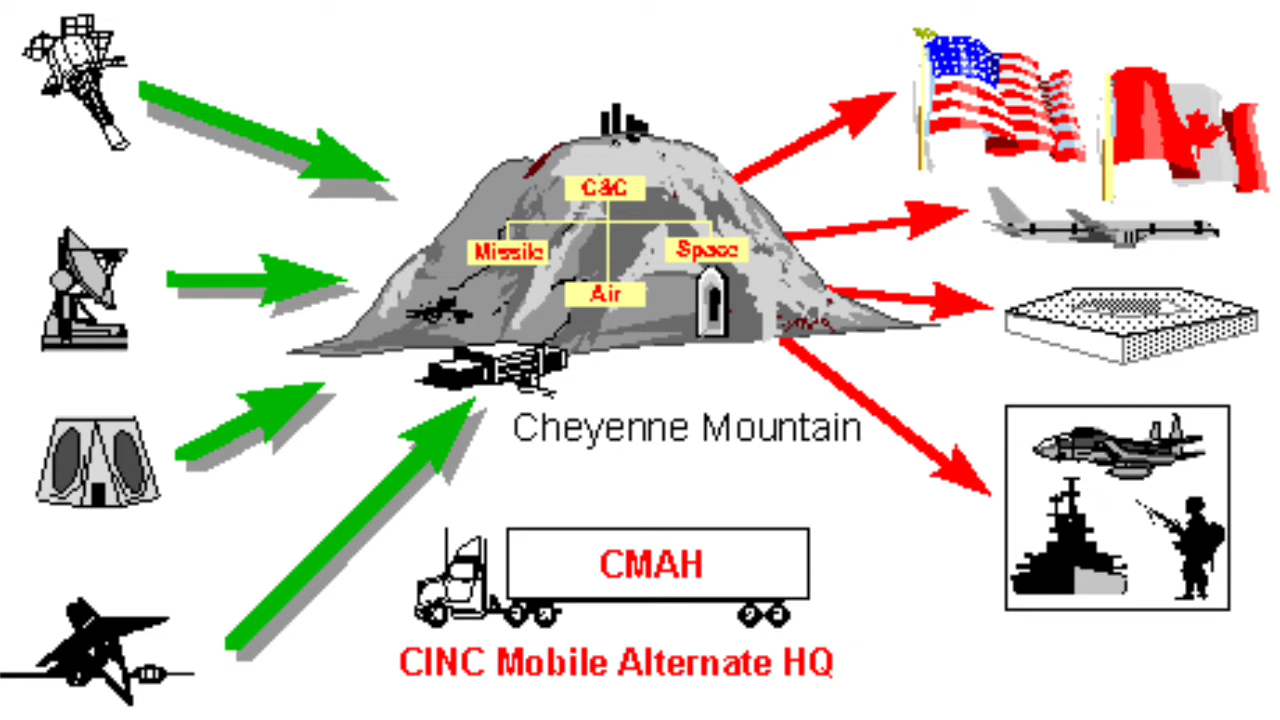 C&C
Missile
Space
Air
Cheyenne Mountain
CMAH
CINC Mobile Alternate HQ